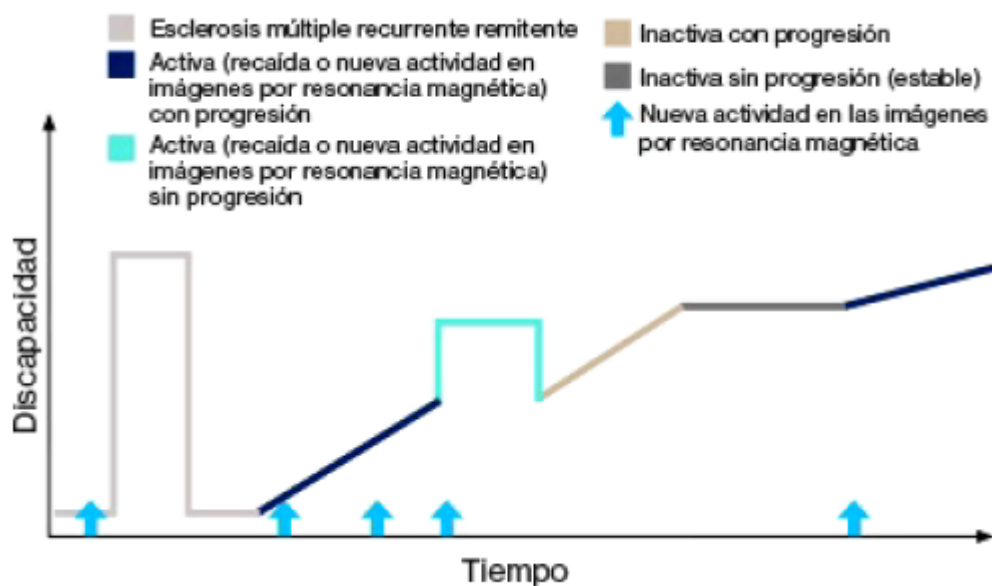 Esclerosis múltiple recurrente remitente
Activa (recaída o nueva actividad en
imágenes por resonancia magnética)
con progresión
Activa (recaída o nueva actividad en
imágenes por resonancia magnética)
sin progresión
Inactiva con progresión
Inactiva sin progresión (estable)
Nueva actividad en las imágenes
por resonancia magnética
Discapacidad
Tiempo